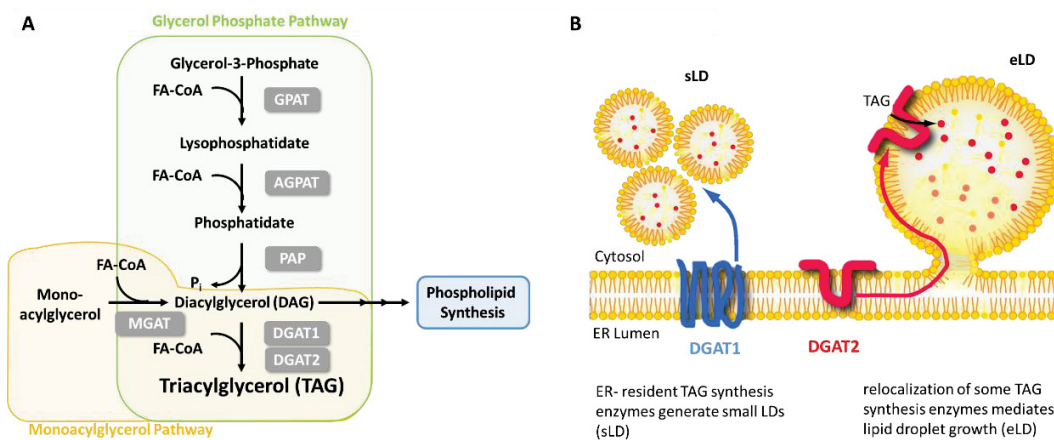 A
Glycerol Phosphate Pathway
Glycerol-3-Phosphate
FA-CoA
GPAT
Lysophosphatidate
FA-CoA
AGPAT
Phosphatidate
PAP
FA-CoA
Pi
Mono-
acylglycerol
Diacylglycerol (DAG)
Phospholipid
Synthesis
MGAT
FA-CoA
DGAT1
DGAT2
Triacylglycerol (TAG)
Monoacylglycerol Pathway
B
sLD
eLD
TAG
Cytosol
ER Lumen
DGAT1
DGAT2
ER- resident TAG synthesis
enzymes generate small LDs
(sLD)
relocalization of some TAG
synthesis enzymes mediates
lipid droplet growth (eLD)